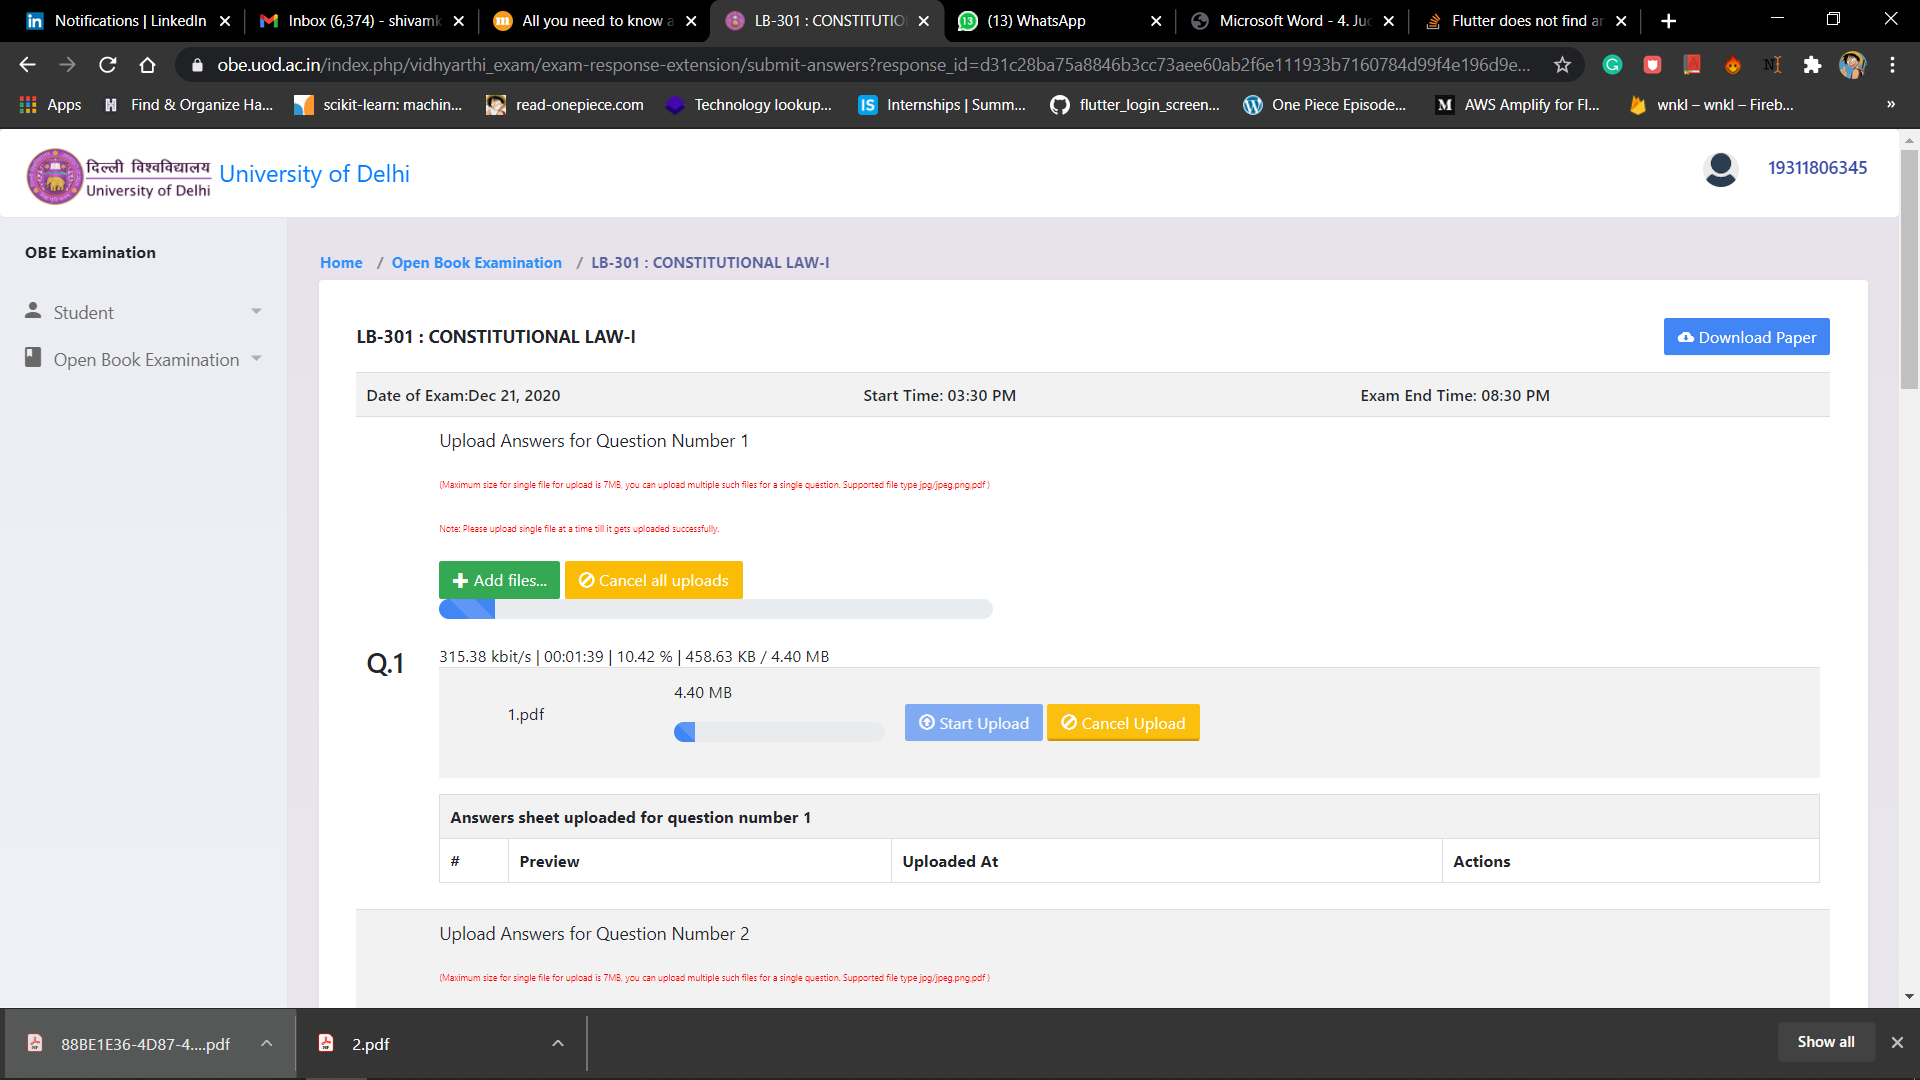 Notifications | LinkedIn
Inbox (6,374) - shivamk
All you need to know a
LB-301 : CONSTITUTIO
(13) WhatsApp
Microsoft Word - 4. Juc
Flutter does not find an
obe.uod.ac.in/index.php/vidhyarthi_exam/exam-response-extension/submit-answers?response_id=d31c28ba75a8846b3cc73aee60ab2f6e111933b7160784d99f4e196d9e...
Apps
Find & Organize Ha...
scikit-learn: machin...
read-onepiece.com
Technology lookup...
Internships | Summ...
flutter_login_screen...
One Piece Episode...
AWS Amplify for Fl...
wnkl – wnkl – Fireb...
»
दिल्ली विश्वविद्यालय
University of Delhi
University of Delhi
19311806345
OBE Examination
Student
Open Book Examination
Home / Open Book Examination / LB-301 : CONSTITUTIONAL LAW-I
LB-301 : CONSTITUTIONAL LAW-I
Download Paper
Date of Exam:Dec 21, 2020
Start Time: 03:30 PM
Exam End Time: 08:30 PM
Upload Answers for Question Number 1
(Maximum size for single file for upload is 7MB, you can upload multiple such files for a single question. Supported file type jpg/jpeg,png,pdf )
Note: Please upload single file at a time till it gets uploaded successfully.
Add files...
Cancel all uploads
Q.1
315.38 kbit/s | 00:01:39 | 10.42 % | 458.63 KB / 4.40 MB
1.pdf
4.40 MB
Start Upload
Cancel Upload
Answers sheet uploaded for question number 1
# Preview Uploaded At Actions
Upload Answers for Question Number 2
(Maximum size for single file for upload is 7MB, you can upload multiple such files for a single question. Supported file type jpg/jpeg,png,pdf )
88BE1E36-4D87-4....pdf
2.pdf
Show all